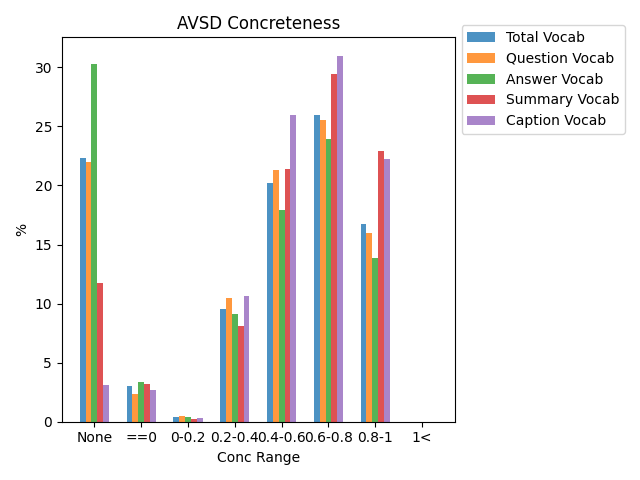 AVSD Concreteness
Total Vocab
Question Vocab
Answer Vocab
Summary Vocab
Caption Vocab
%
30
25
20
15
10
5
0
None ==0 0-0.2 0.2-0.4 0.4-0.6 0.6-0.8 0.8-1 1<
Conc Range